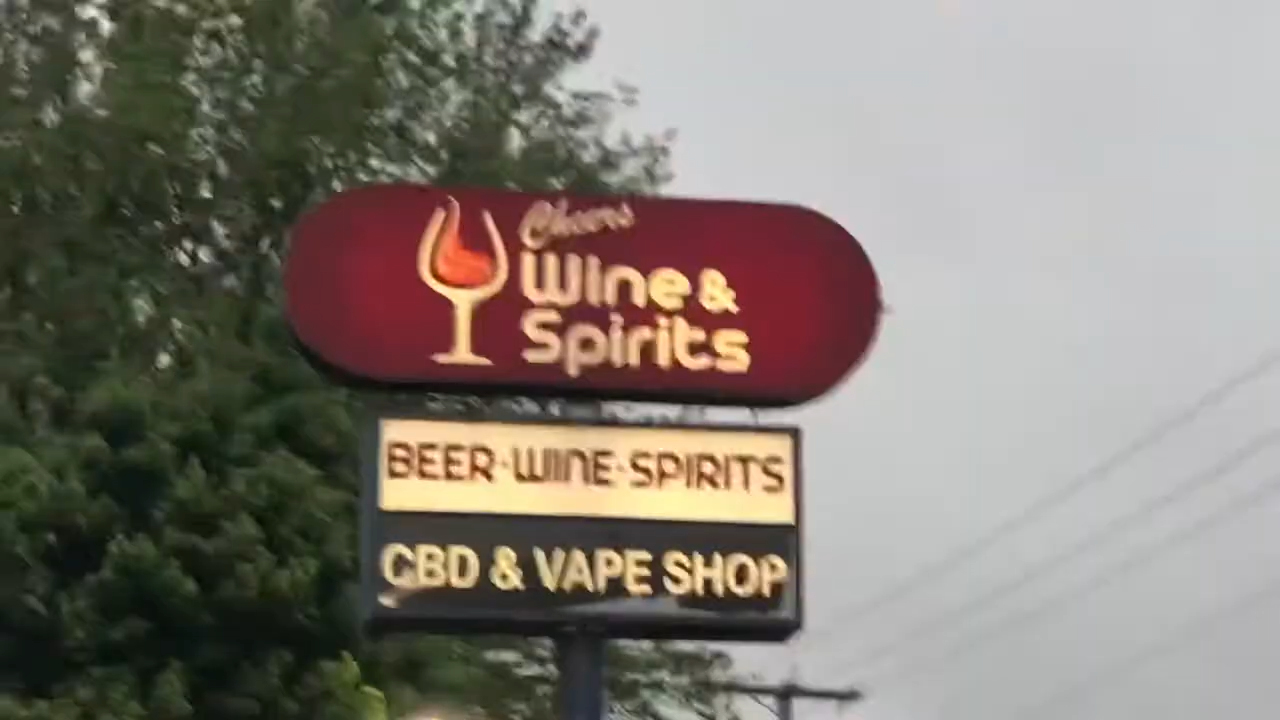 Cheers
Wine &
Spirits
BEER·WINE·SPIRITS
CBD & VAPE SHOP